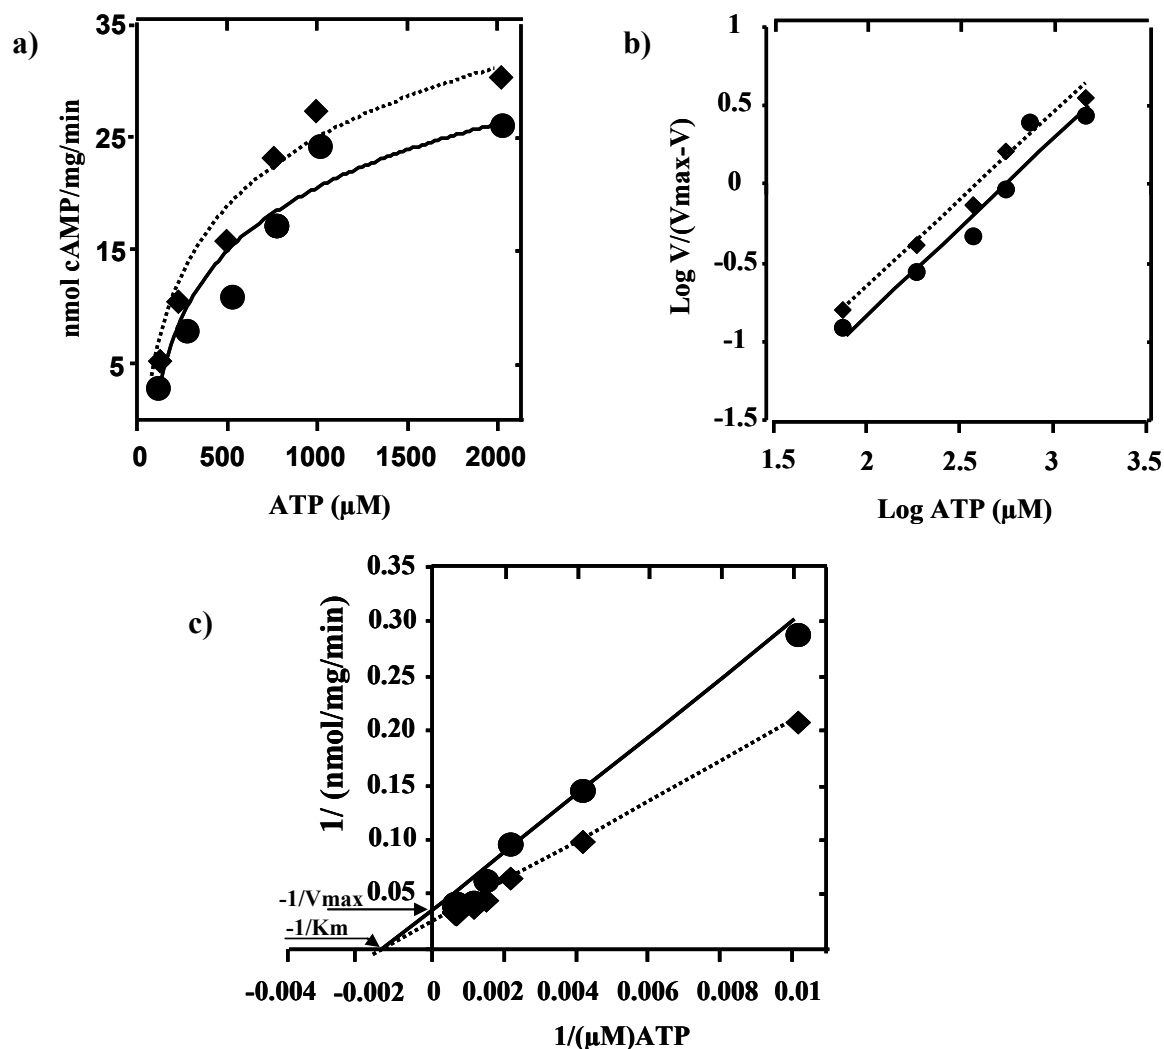 a)
35
25
15
5
nmol cAMP/mg/min
0 500 1000 1500 2000
ATP (µM)
b)
1
0.5
0
-0.5
-1
-1.5
Log V/(Vmax-V)
1.5 2 2.5 3 3.5
Log ATP (µM)
c)
0.35
0.30
0.25
0.20
0.15
0.10
0.05
1/ (nmol/mg/min)
-1/Vmax
-1/Km
-0.004 -0.002 0 0.002 0.004 0.006 0.008 0.01
1/(µM)ATP